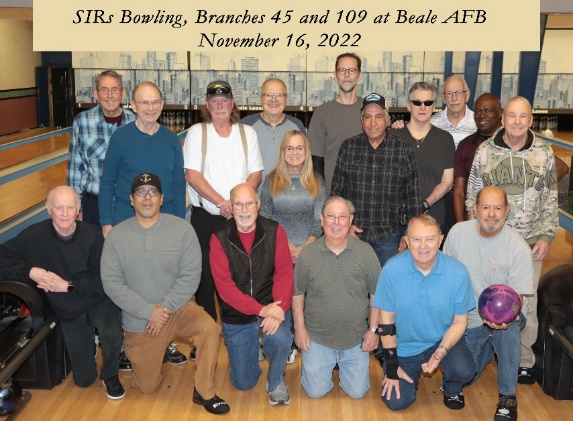 SIRs Bowling, Branches 45 and 109 at Beale AFB
November 16, 2022